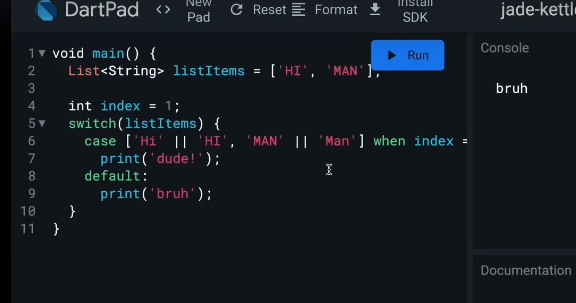 DartPad
<>
New
Pad
Reset
Format
Install
SDK
jade-kettl
Run
1 void main() {
2 List<String> listItems = ['HI', 'MAN'];
3
4 int index = 1;
5 switch(listItems) {
6 case ['Hi' || 'HI', 'MAN' || 'Man'] when index =
7 print('dude!');
8 default:
9 print('bruh');
10 }
11 }
Console
bruh
Documentation